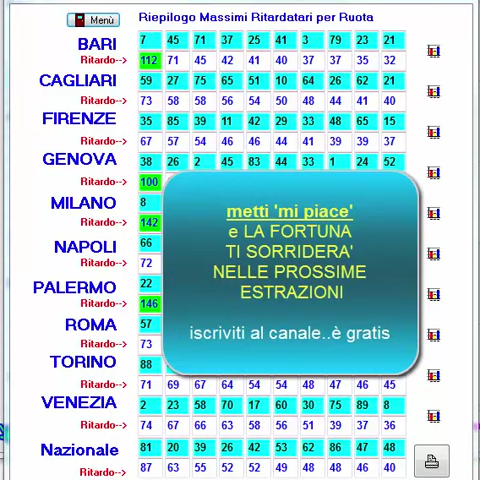 Menù
Riepilogo Massimi Ritardatari per Ruota
BARI 7 45 71 37 25 41 3 79 23 21
Ritardo--> 112 71 45 42 41 40 37 37 35 32
CAGLIARI 59 27 75 65 51 10 64 26 62 21
Ritardo--> 73 58 58 56 54 50 48 44 41 40
FIRENZE 35 85 39 11 42 29 33 48 65 15
Ritardo--> 67 57 54 46 46 44 41 39 37 37
GENOVA 38 26 2 45 83 44 33 1 24 52
Ritardo--> 100
MILANO 8
Ritardo--> 142
NAPOLI 66
Ritardo--> 72
PALERMO 22
Ritardo--> 146
ROMA 57
Ritardo--> 73
TORINO 88
Ritardo--> 71 69 67 54 54 48 48 47 46 45
VENEZIA 2 23 58 70 17 60 30 75 89 8
Ritardo--> 74 67 66 63 58 56 51 39 37 36
Nazionale 81 20 39 26 42 53 62 86 47 48
Ritardo--> 87 63 55 52 52 49 48 48 46 40
metti 'mi piace'
e LA FORTUNA
TI SORRIDERA'
NELLE PROSSIME
ESTRAZIONI
iscriviti al canale..è gratis